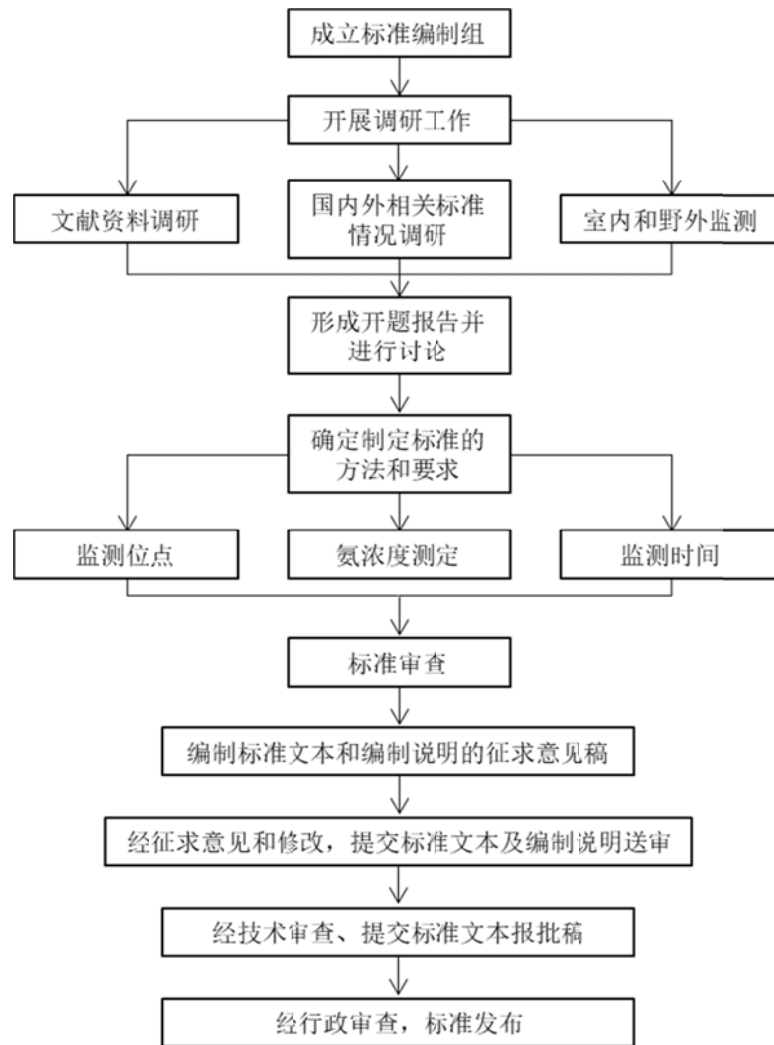 成立标准编制组
开展调研工作
文献资料调研
国内外相关标准
情况调研
室内和野外监测
形成开题报告并
进行讨论
确定制定标准的
方法和要求
监测位点
氨浓度测定
监测时间
标准审查
编制标准文本和编制说明的征求意见稿
经征求意见和修改，提交标准文本及编制说明送审
经技术审查、提交标准文本报批稿
经行政审查，标准发布